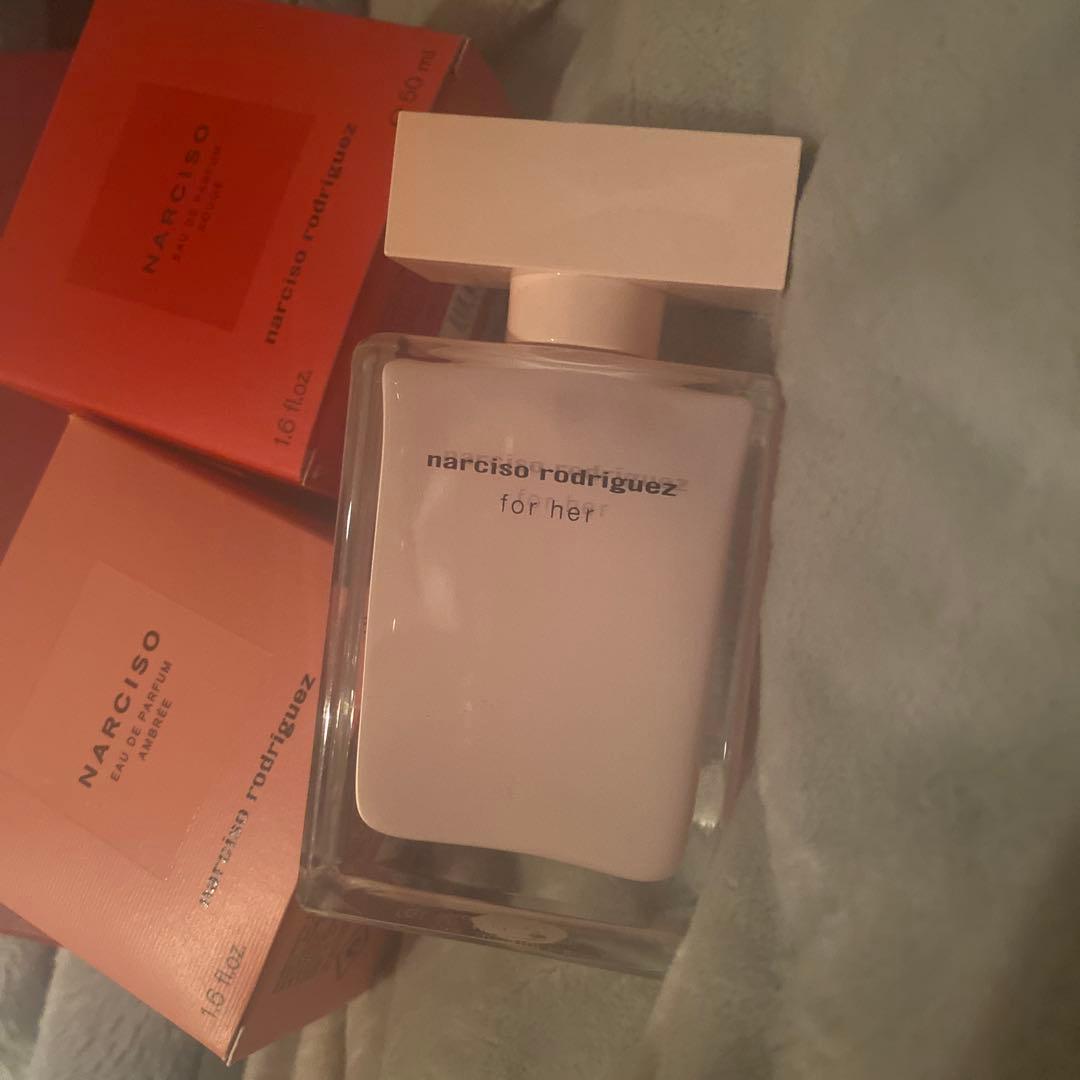 NARCISO
EAU DE PARFUM
ROUGE
narciso rodriguez
50 ml
1.6 fl.oz.
narciso rodriguez
for her
NARCISO
EAU DE PARFUM
AMBRÉE
narciso rodriguez
1.6 fl.oz.